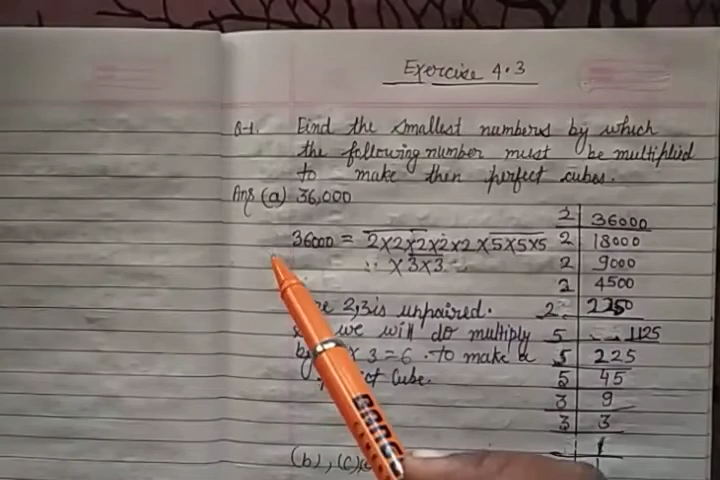 Exercise 4.3
Q-1. Find the smallest numbers by which
the following number must be multiplied
to make then perfect cubes.
Ans (a) 36,000
36000 = 2×2×2×2×2×5×5×5
×3×3
2,3 is unpaired.
we will do multiply
× 3=6 . to make a
Cube.
(b), (c),
2 36000
2 18000
2 9000
2 4500
2 2250
5 1125
5 225
5 45
3 9
3 3
1